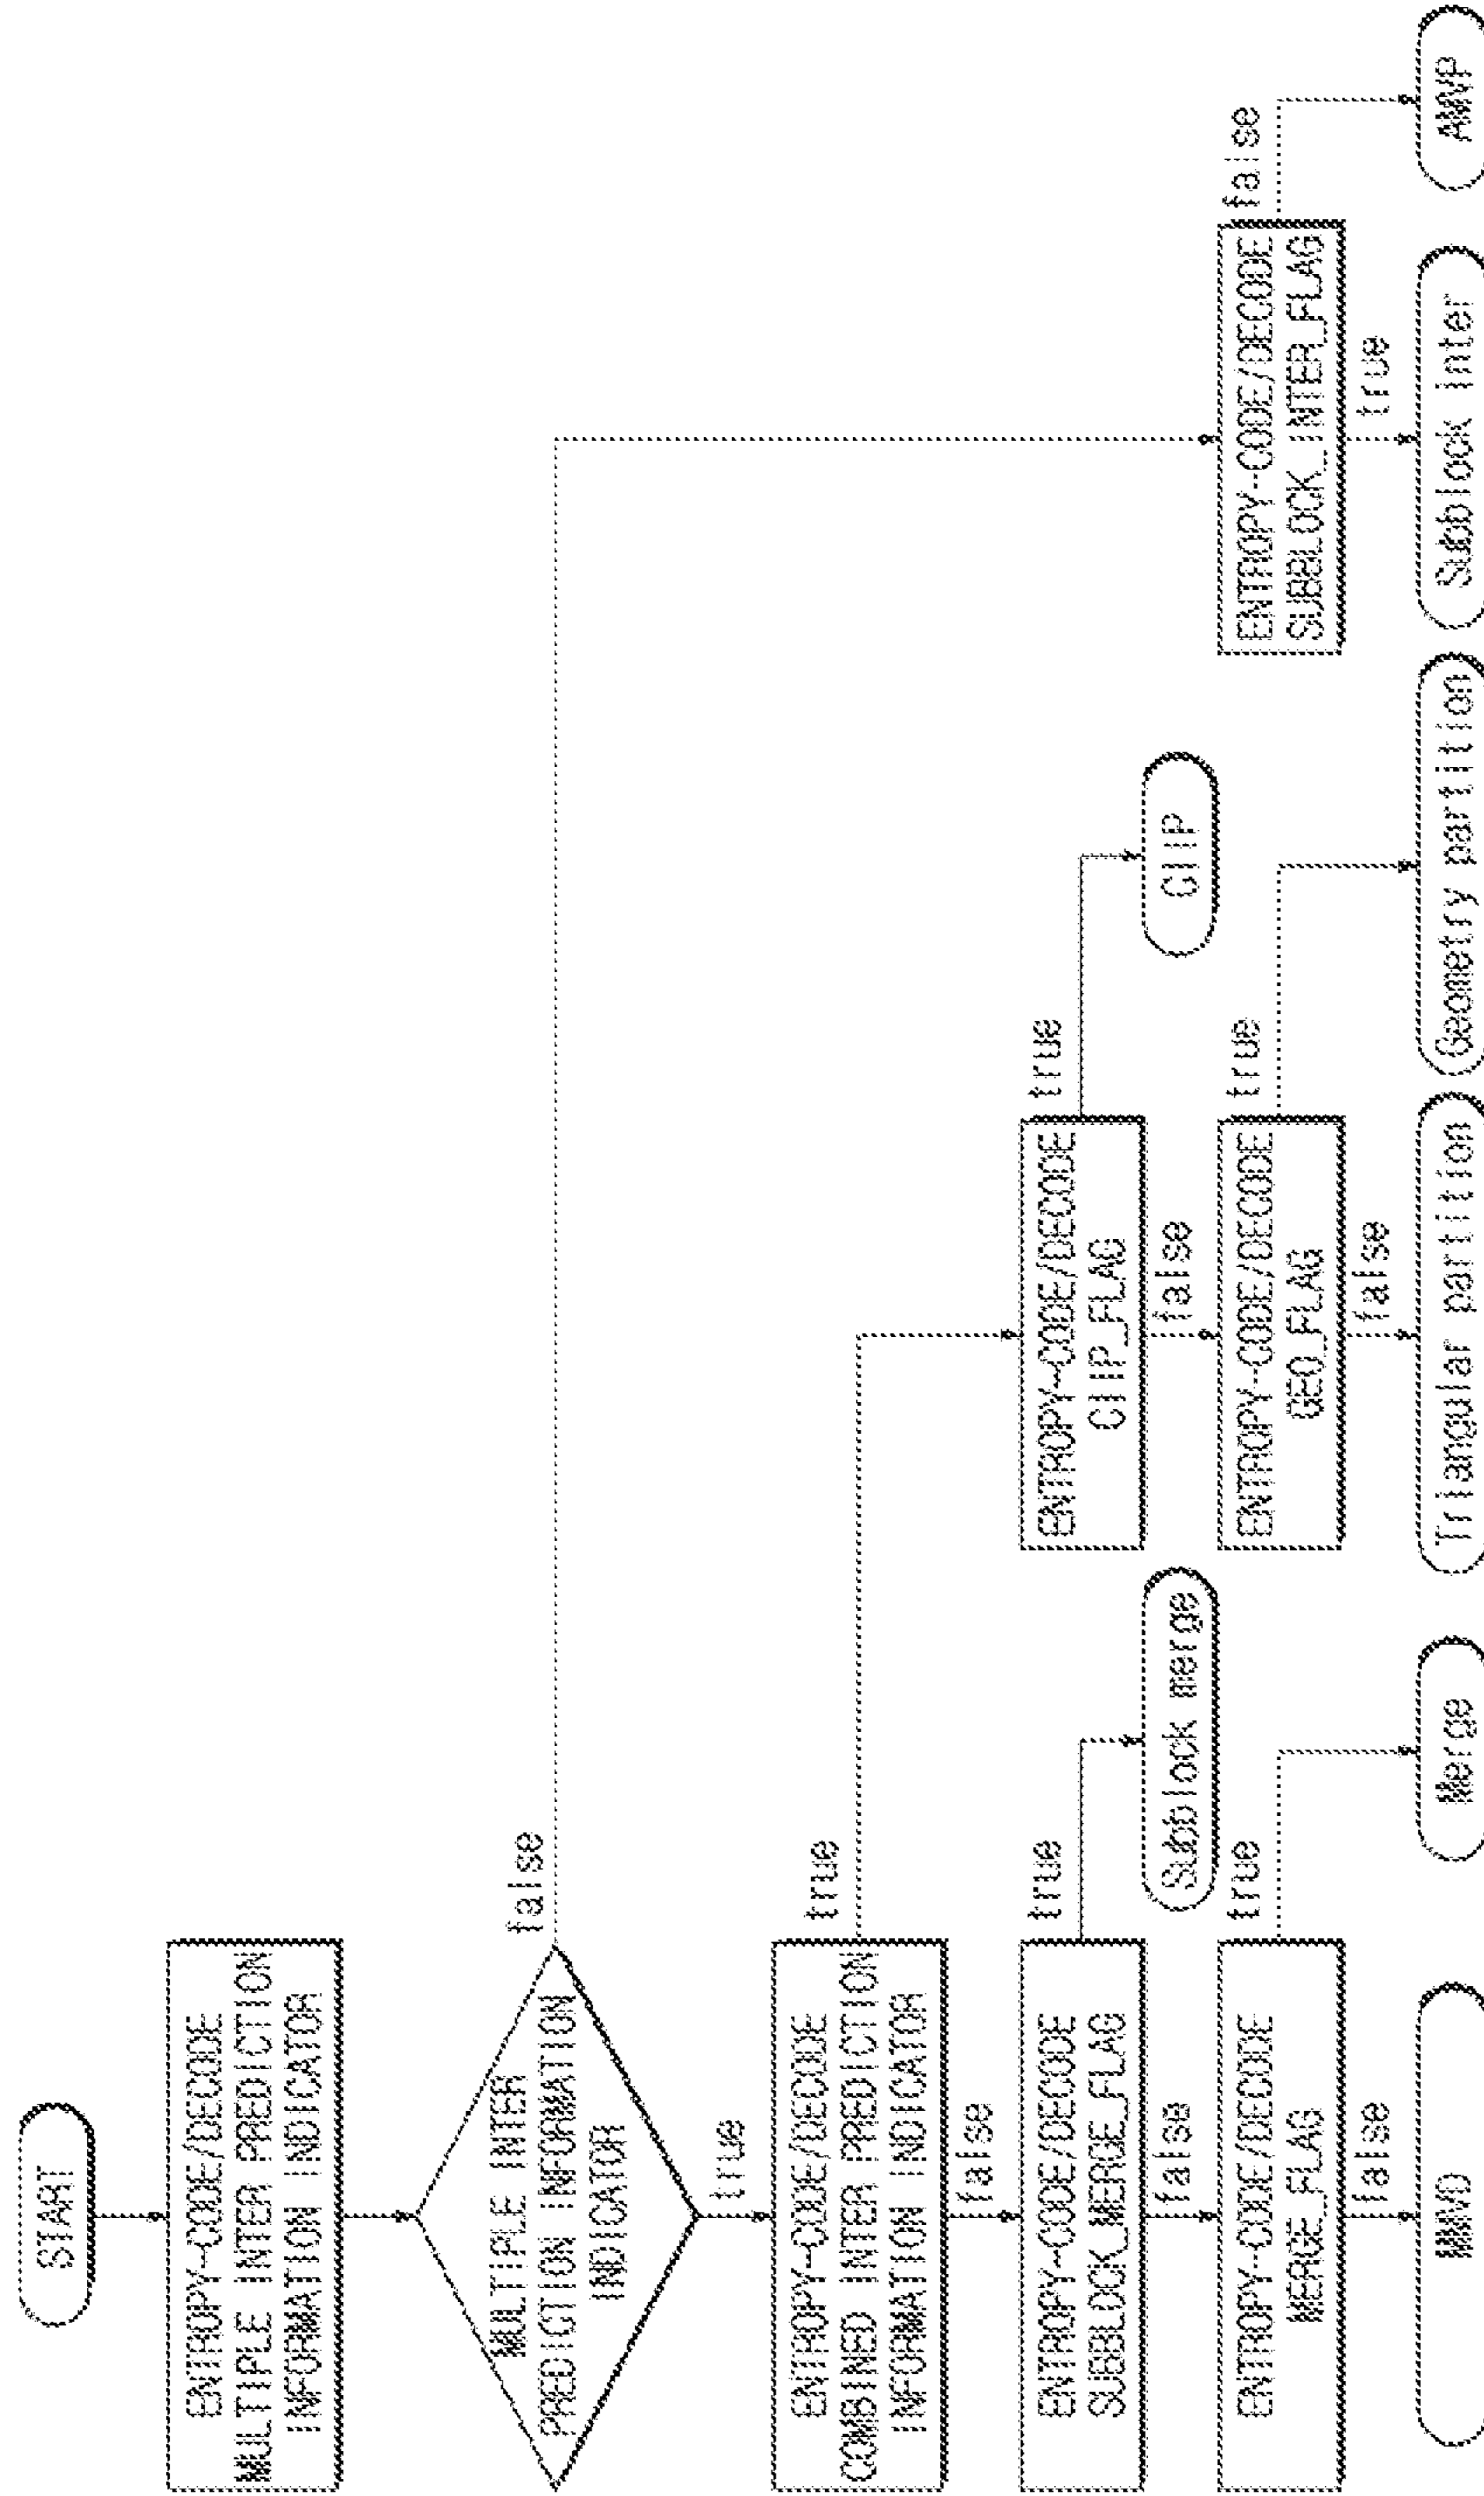 START
ENTROPY-CODE/DECODE
MULTIPLE INTER PREDICTION
INFORMATION INDICATOR
MULTIPLE INTER
PREDICTION INFORMATION
INDICATOR
false
true
ENTROPY-CODE/DECODE
COMBINED INTER PREDICTION
INFORMATION INDICATOR
true
false
ENTROPY-CODE/DECODE
SUBBLOCK_MERGE_FLAG
true
false
Subblock merge
ENTROPY-CODE/DECODE
MERGE_FLAG
true
false
MMVD
Merge
ENTROPY-CODE/DECODE
CIIP_FLAG
true
false
CIIP
ENTROPY-CODE/DECODE
GEO_FLAG
true
false
Triangular partition
Geometry partition
ENTROPY-CODE/DECODE
SUBBLOCK_INTER_FLAG
false
true
Subblock inter
AMVP